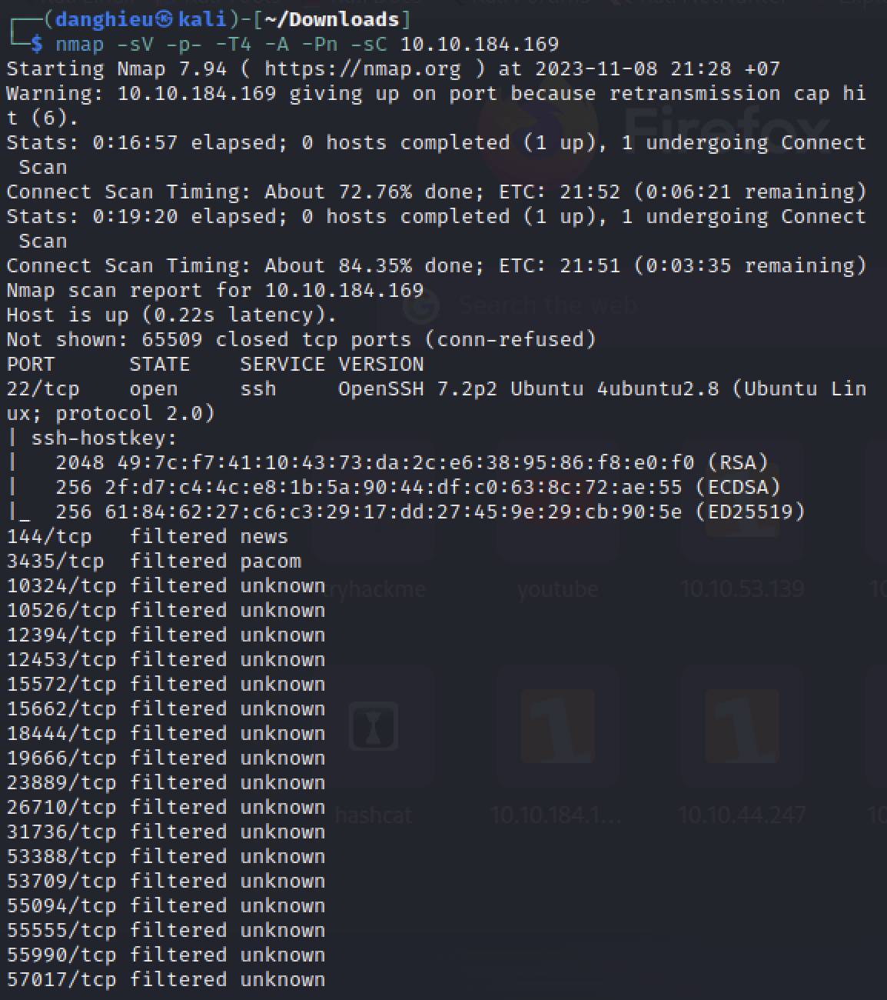 ┌──(danghieu㉿kali)-[~/Downloads]
└─$ nmap -sV -p- -T4 -A -Pn -sC 10.10.184.169
Starting Nmap 7.94 ( https://nmap.org ) at 2023-11-08 21:28 +07
Warning: 10.10.184.169 giving up on port because retransmission cap hi
t (6).
Stats: 0:16:57 elapsed; 0 hosts completed (1 up), 1 undergoing Connect
 Scan
Connect Scan Timing: About 72.76% done; ETC: 21:52 (0:06:21 remaining)
Stats: 0:19:20 elapsed; 0 hosts completed (1 up), 1 undergoing Connect
 Scan
Connect Scan Timing: About 84.35% done; ETC: 21:51 (0:03:35 remaining)
Nmap scan report for 10.10.184.169
Host is up (0.22s latency).
Not shown: 65509 closed tcp ports (conn-refused)
PORT      STATE    SERVICE VERSION
22/tcp    open     ssh     OpenSSH 7.2p2 Ubuntu 4ubuntu2.8 (Ubuntu Lin
ux; protocol 2.0)
| ssh-hostkey:
|   2048 49:7c:f7:41:10:43:73:da:2c:e6:38:95:86:f8:e0:f0 (RSA)
|   256 2f:d7:c4:4c:e8:1b:5a:90:44:df:c0:63:8c:72:ae:55 (ECDSA)
|_  256 61:84:62:27:c6:c3:29:17:dd:27:45:9e:29:cb:90:5e (ED25519)
144/tcp   filtered news
3435/tcp  filtered pacom
10324/tcp filtered unknown
10526/tcp filtered unknown
12394/tcp filtered unknown
12453/tcp filtered unknown
15572/tcp filtered unknown
15662/tcp filtered unknown
18444/tcp filtered unknown
19666/tcp filtered unknown
23889/tcp filtered unknown
26710/tcp filtered unknown
31736/tcp filtered unknown
53388/tcp filtered unknown
53709/tcp filtered unknown
55094/tcp filtered unknown
55555/tcp filtered unknown
55990/tcp filtered unknown
57017/tcp filtered unknown
Firefox
Search the web
tryhackme youtube 10.10.53.139
hashcat 10.10.184.1... 10.10.44.247